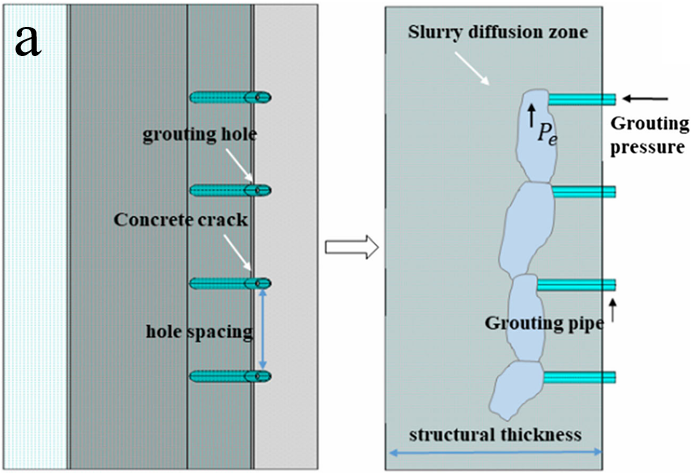 a
grouting hole
Concrete crack
hole spacing
Slurry diffusion zone
Pe
Grouting
pressure
Grouting pipe
structural thickness